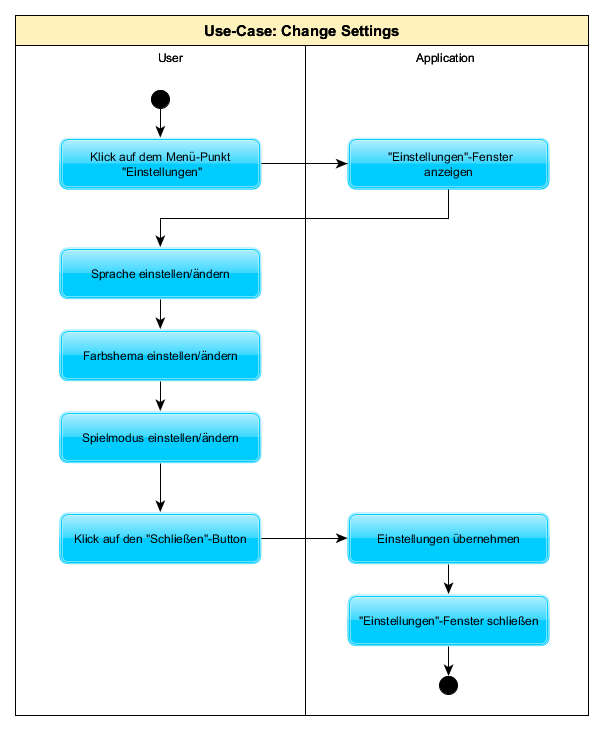 Use-Case: Change Settings
User
Application
Klick auf dem Menü-Punkt
"Einstellungen"
"Einstellungen"-Fenster
anzeigen
Sprache einstellen/ändern
Farbshema einstellen/ändern
Spielmodus einstellen/ändern
Klick auf den "Schließen"-Button
Einstellungen übernehmen
"Einstellungen"-Fenster schließen